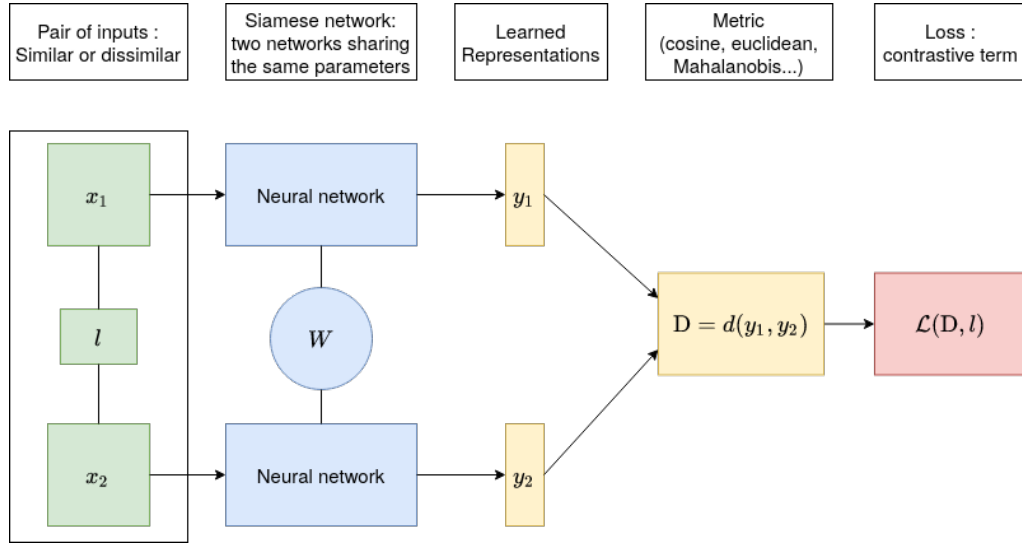 Pair of inputs :
Similar or dissimilar
Siamese network:
two networks sharing
the same parameters
Learned
Representations
Metric
(cosine, euclidean,
Mahalanobis...)
Loss :
contrastive term
x₁
Neural network
y₁
l
W
D = d(y₁, y₂)
ℒ(D, l)
x₂
Neural network
y₂